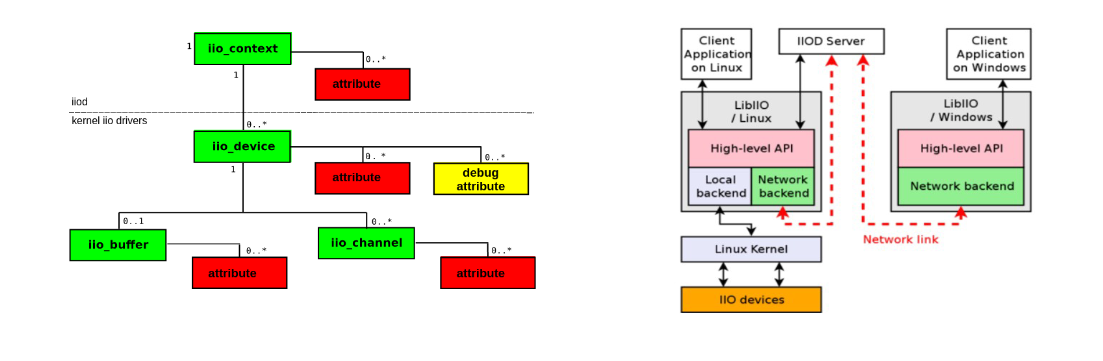 1
iio_context
0..*
attribute
1
iiod
kernel iio drivers
0..*
iio_device
0..*
attribute
0..*
debug
attribute
1
0..1
0..*
iio_buffer
iio_channel
0..*
attribute
0..*
attribute
Client
Application
on Linux
IIOD Server
Client
Application
on Windows
LibIIO
/ Linux
High-level API
Local
backend
Network
backend
LibIIO
/ Windows
High-level API
Network backend
Network link
Linux Kernel
IIO devices